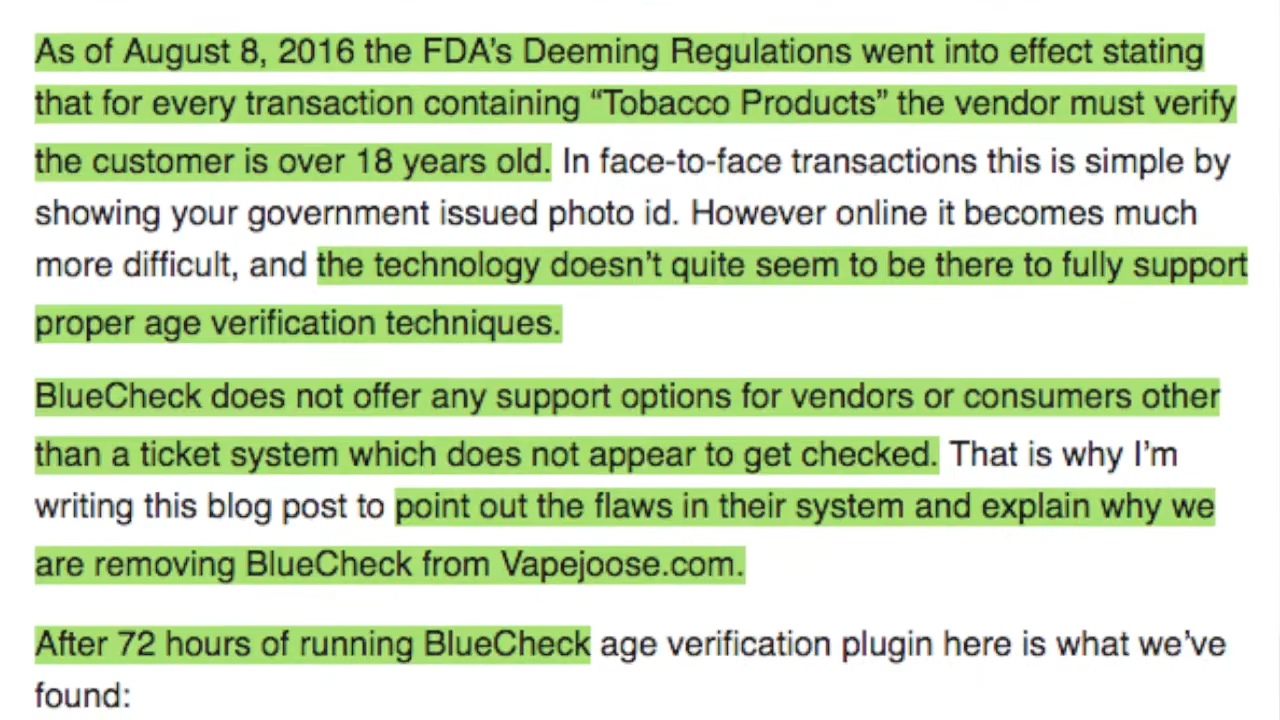 As of August 8, 2016 the FDA’s Deeming Regulations went into effect stating
that for every transaction containing “Tobacco Products” the vendor must verify
the customer is over 18 years old. In face-to-face transactions this is simple by
showing your government issued photo id. However online it becomes much
more difficult, and the technology doesn’t quite seem to be there to fully support
proper age verification techniques.
BlueCheck does not offer any support options for vendors or consumers other
than a ticket system which does not appear to get checked. That is why I’m
writing this blog post to point out the flaws in their system and explain why we
are removing BlueCheck from Vapejoose.com.
After 72 hours of running BlueCheck age verification plugin here is what we’ve
found: